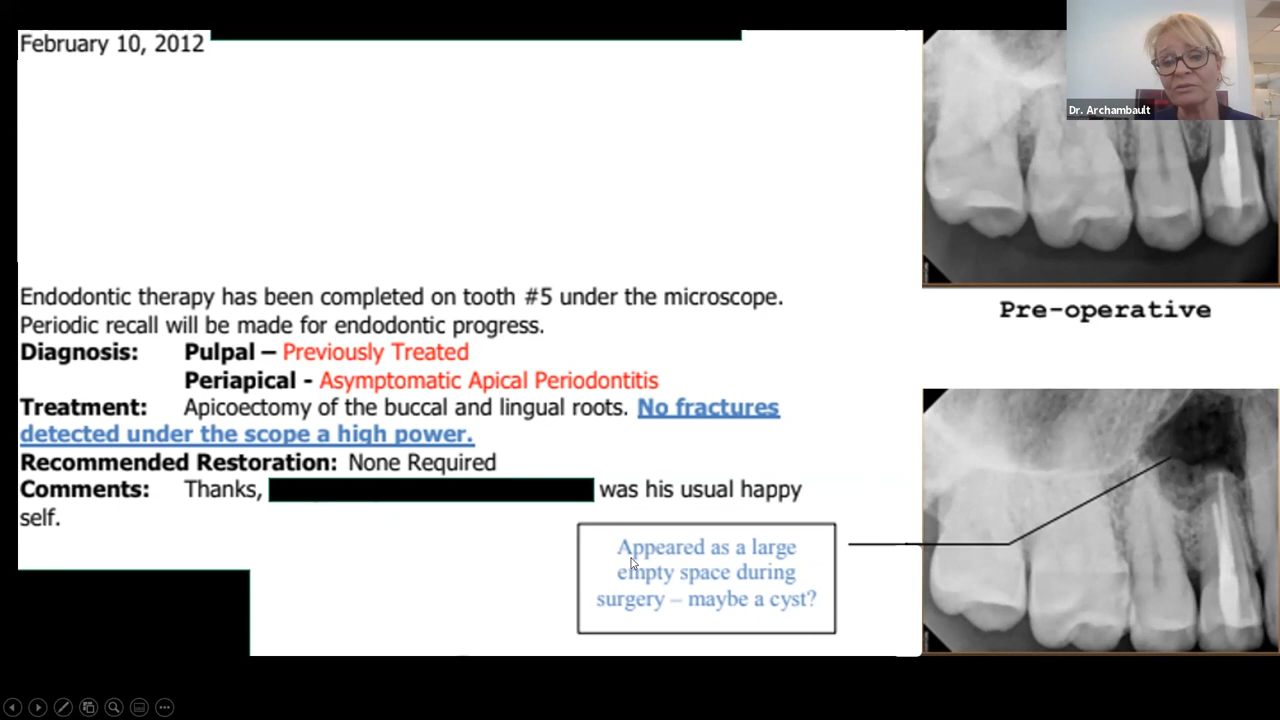 February 10, 2012
Dr. Archambault
Endodontic therapy has been completed on tooth #5 under the microscope.
Periodic recall will be made for endodontic progress.
Diagnosis: Pulpal – Previously Treated
Periapical - Asymptomatic Apical Periodontitis
Treatment: Apicoectomy of the buccal and lingual roots. No fractures
detected under the scope a high power.
Recommended Restoration: None Required
Comments: Thanks, was his usual happy
self.
Appeared as a large
empty space during
surgery – maybe a cyst?
Pre-operative